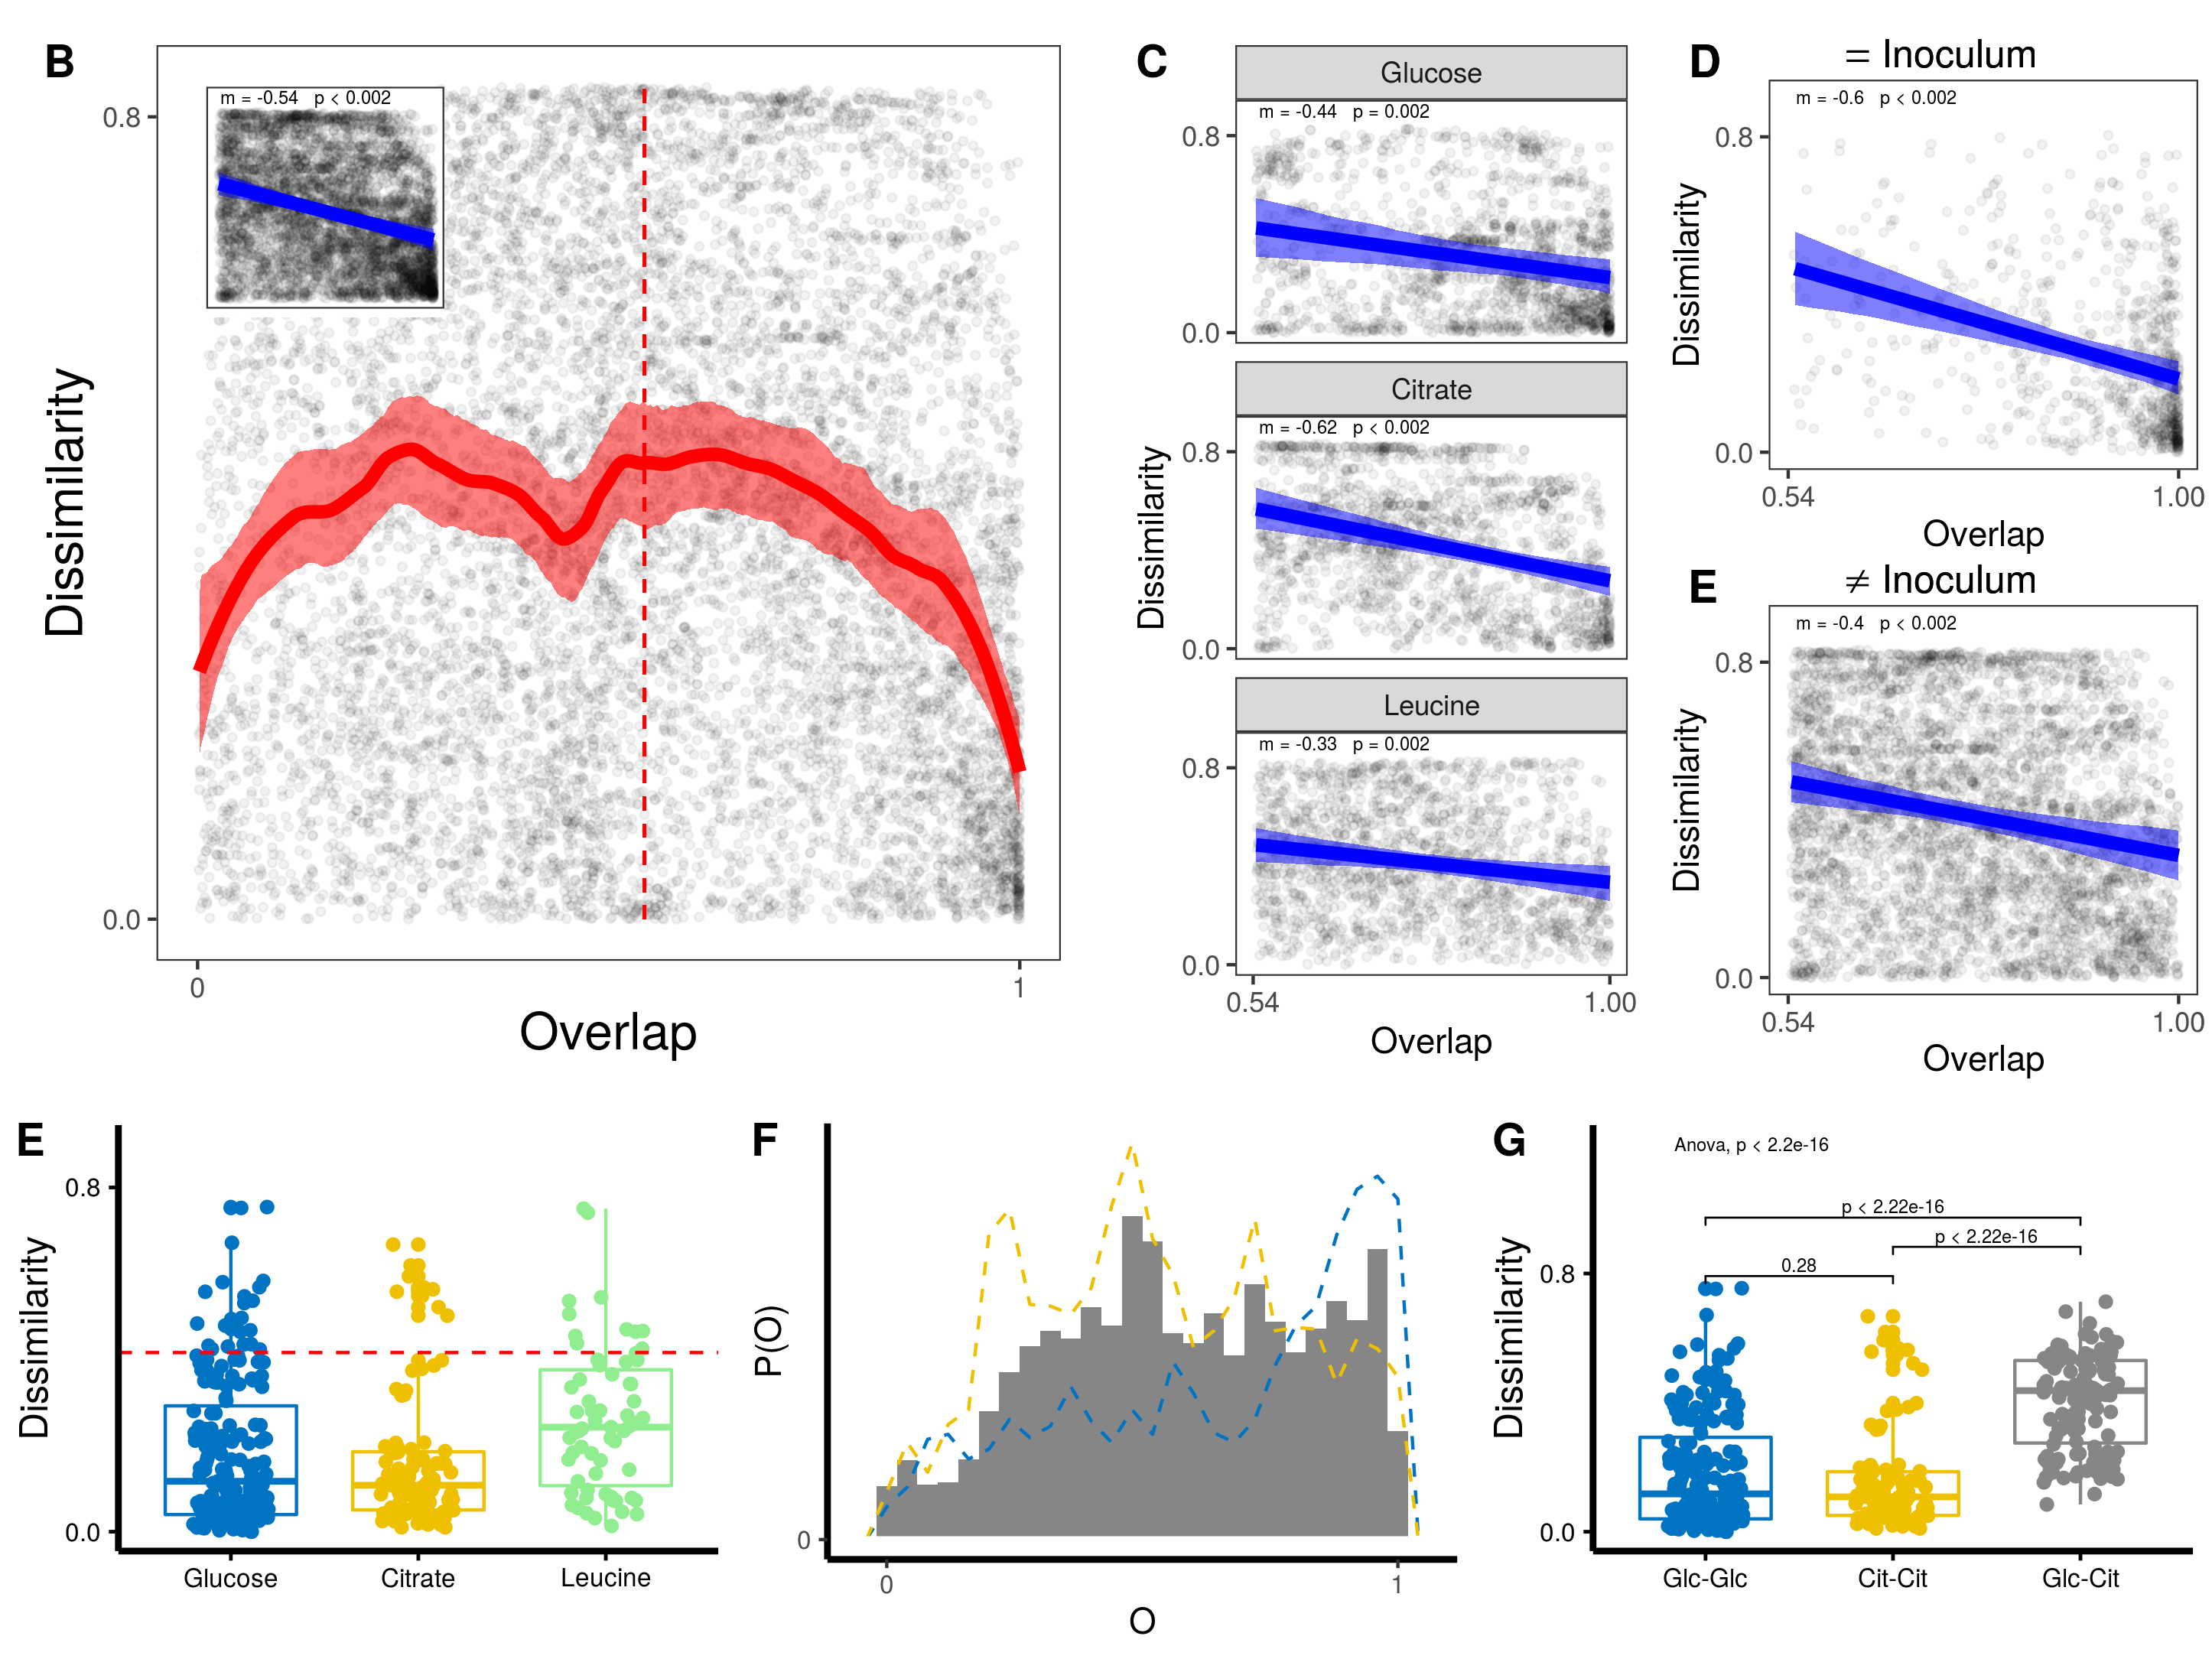 B
m = -0.54 p < 0.002
0.8
0.0
Dissimilarity
0
1
Overlap
C
Glucose
m = -0.44 p = 0.002
0.8
0.0
Citrate
m = -0.62 p < 0.002
0.8
0.0
Dissimilarity
Leucine
m = -0.33 p = 0.002
0.8
0.0
0.54
1.00
Overlap
D
= Inoculum
m = -0.6 p < 0.002
0.8
0.0
Dissimilarity
0.54
1.00
Overlap
E
≠ Inoculum
m = -0.4 p < 0.002
0.8
0.0
Dissimilarity
0.54
1.00
Overlap
E
0.8
0.0
Dissimilarity
Glucose
Citrate
Leucine
F
P(O)
0
0
1
O
G
Anova, p < 2.2e-16
p < 2.22e-16
p < 2.22e-16
0.28
0.8
0.0
Dissimilarity
Glc-Glc
Cit-Cit
Glc-Cit